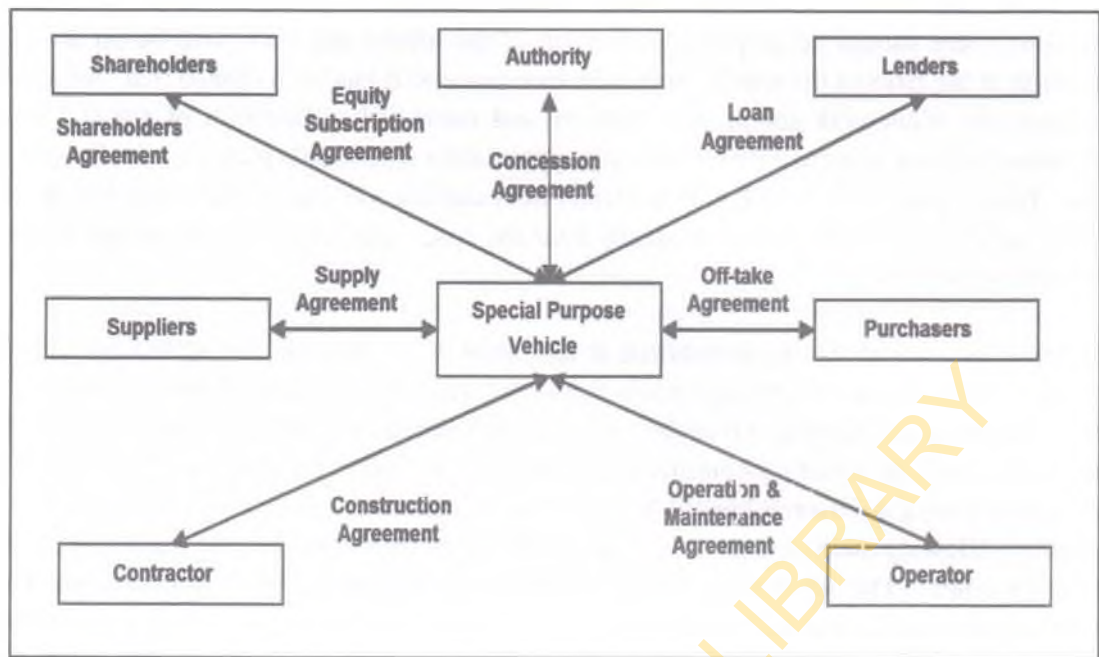 Shareholders
Authority
Lenders
Shareholders
Agreement
Equity
Subscription
Agreement
Concession
Agreement
Loan
Agreement
Suppliers
Supply
Agreement
Special Purpose
Vehicle
Off-take
Agreement
Purchasers
Construction
Agreement
Operation &
Maintenance
Agreement
Contractor
Operator
LIBRARY